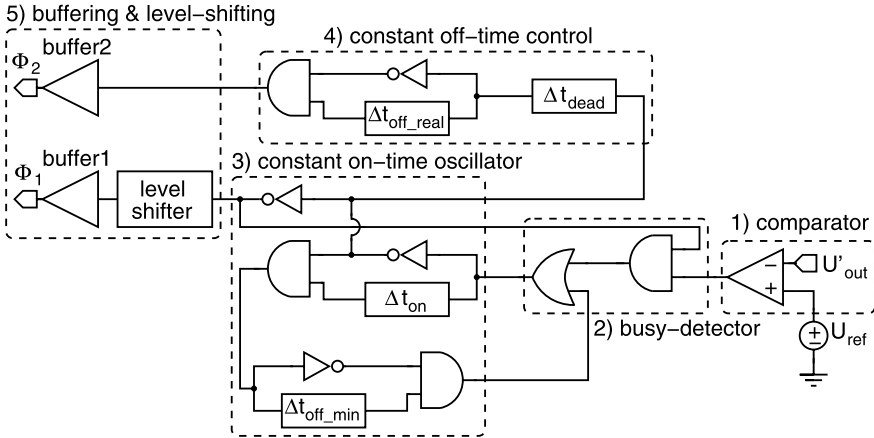 5) buffering & level–shifting
buffer2
Φ2
4) constant off–time control
Δtoff_real
Δtdead
buffer1
Φ1
level
shifter
3) constant on–time oscillator
Δton
Δtoff_min
2) busy–detector
1) comparator
–
+
U'out
±
Uref